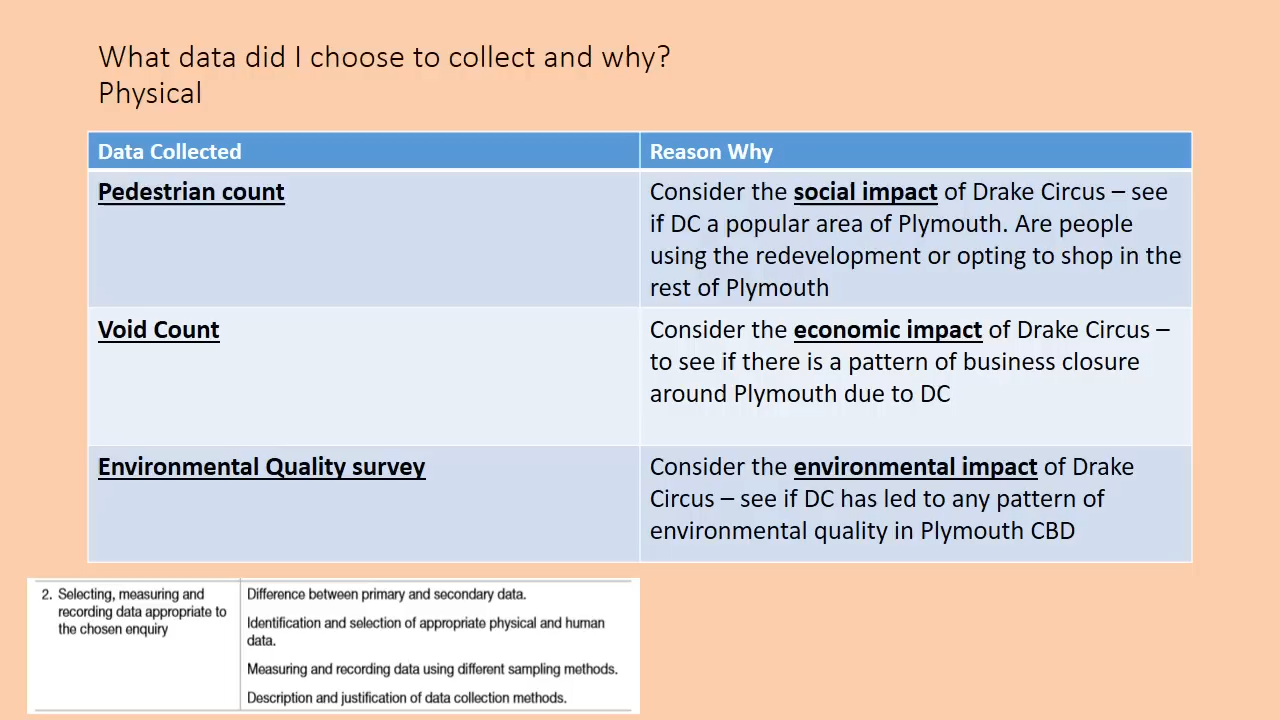 What data did I choose to collect and why?
Physical
Data Collected
Reason Why
Pedestrian count
Consider the social impact of Drake Circus – see
if DC a popular area of Plymouth. Are people
using the redevelopment or opting to shop in the
rest of Plymouth
Void Count
Consider the economic impact of Drake Circus –
to see if there is a pattern of business closure
around Plymouth due to DC
Environmental Quality survey
Consider the environmental impact of Drake
Circus – see if DC has led to any pattern of
environmental quality in Plymouth CBD
2. Selecting, measuring and
recording data appropriate to
the chosen enquiry
Difference between primary and secondary data.
Identification and selection of appropriate physical and human
data.
Measuring and recording data using different sampling methods.
Description and justification of data collection methods.